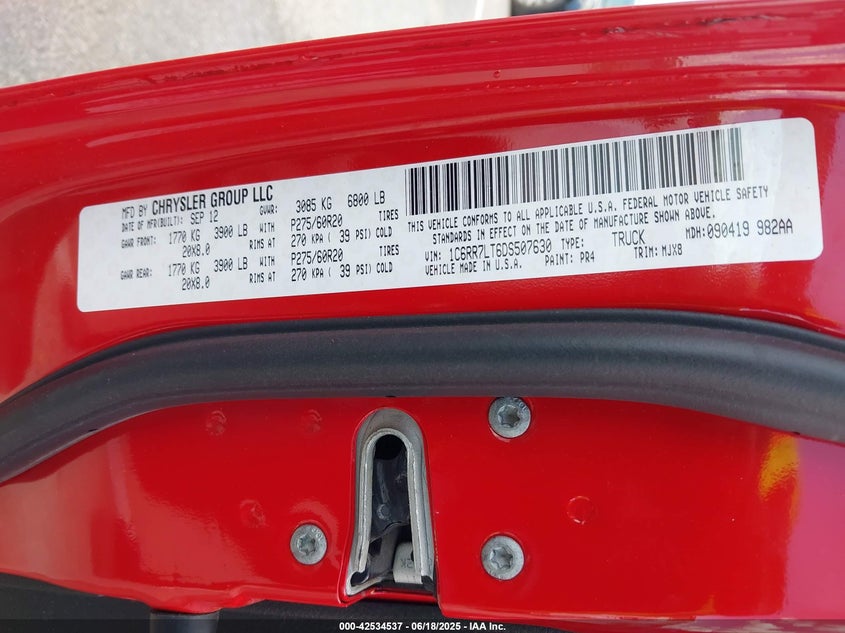 MFD BY CHRYSLER GROUP LLC
DATE OF MFR(BUILT): SEP 12 GVWR: 3085 KG 6800 LB
GAWR FRONT: 1770 KG 3900 LB WITH P275/60R20 TIRES
20X8.0 RIMS AT 270 KPA ( 39 PSI) COLD
GAWR REAR: 1770 KG 3900 LB WITH P275/60R20 TIRES
20X8.0 RIMS AT 270 KPA ( 39 PSI) COLD
THIS VEHICLE CONFORMS TO ALL APPLICABLE U.S.A. FEDERAL MOTOR VEHICLE SAFETY
STANDARDS IN EFFECT ON THE DATE OF MANUFACTURE SHOWN ABOVE.
VIN: 1C6RR7LT6DS507630 TYPE: TRUCK MDH:090419 982AA
VEHICLE MADE IN U.S.A. PAINT: PR4 TRIM: MJX8
000-42534537 - 06/18/2025 - IAA Inc.